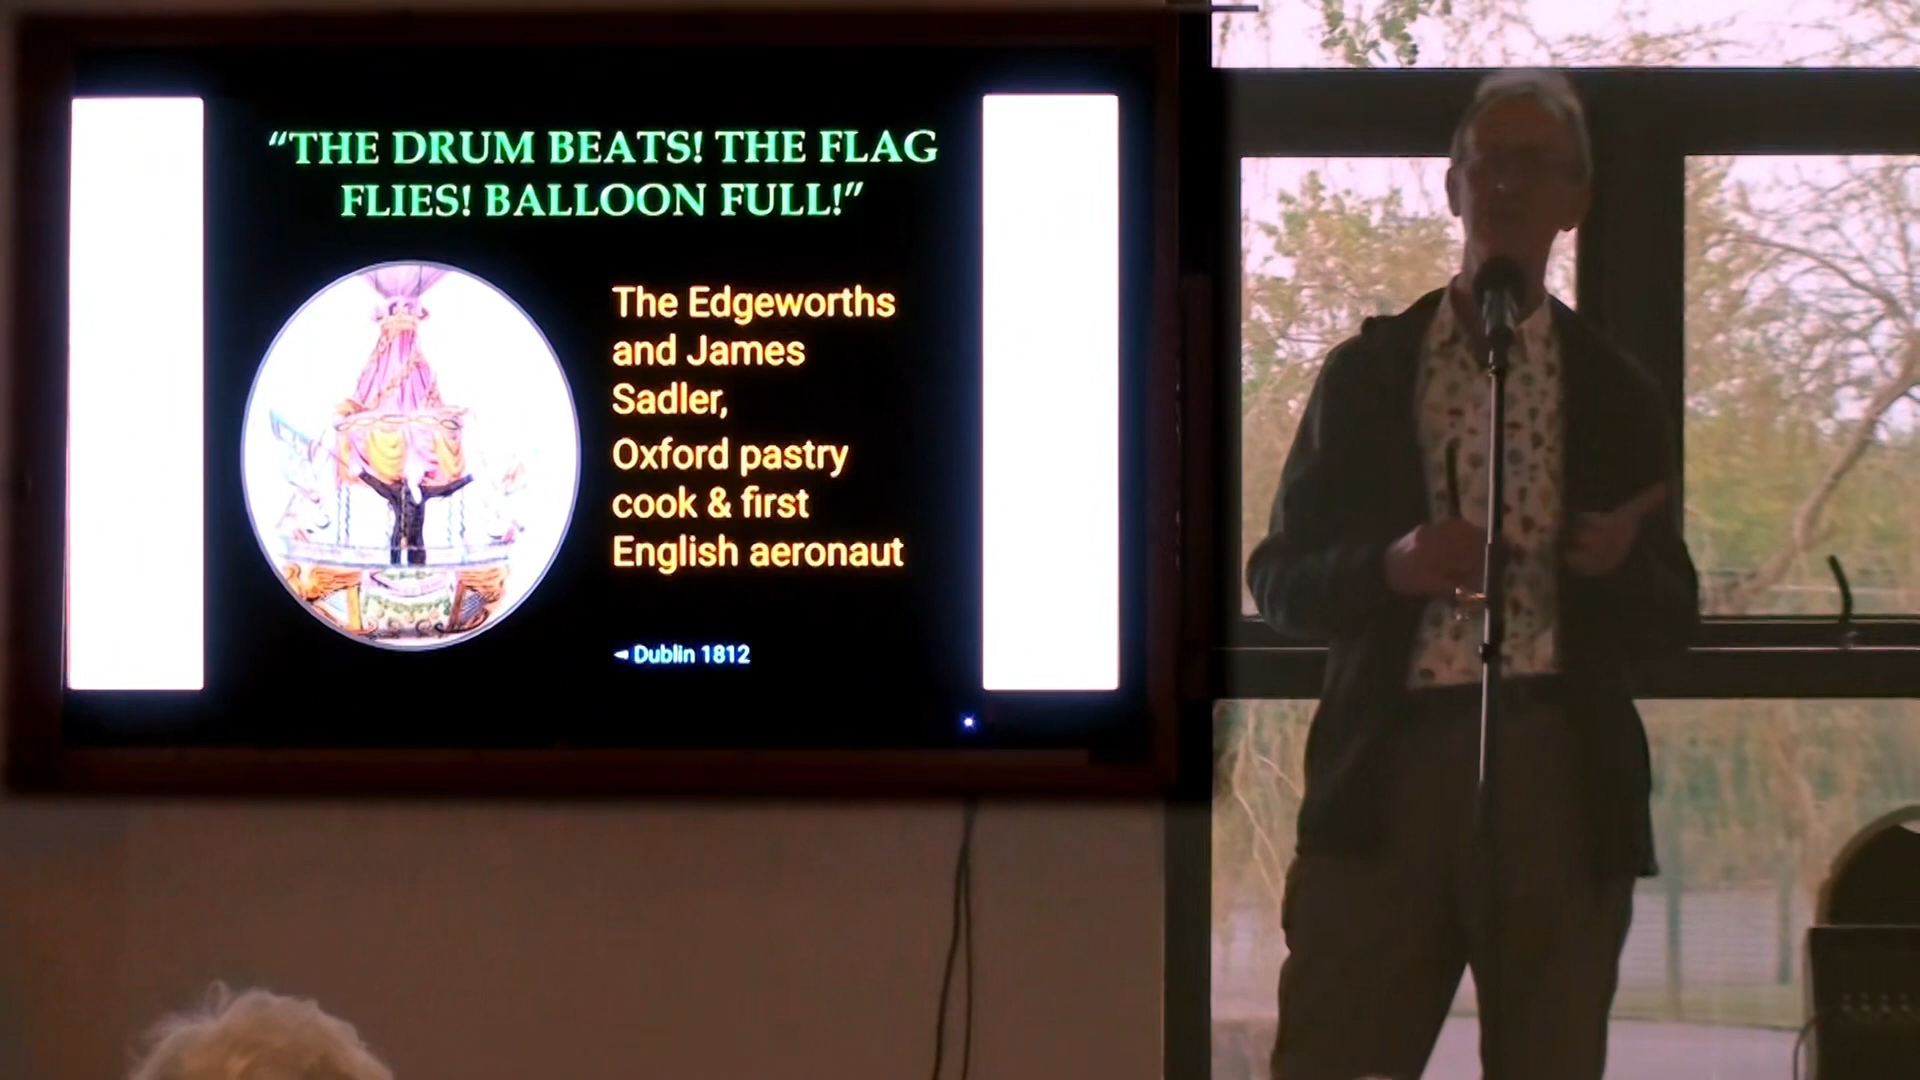 “THE DRUM BEATS! THE FLAG
FLIES! BALLOON FULL!”
The Edgeworths
and James
Sadler,
Oxford pastry
cook & first
English aeronaut
◄ Dublin 1812